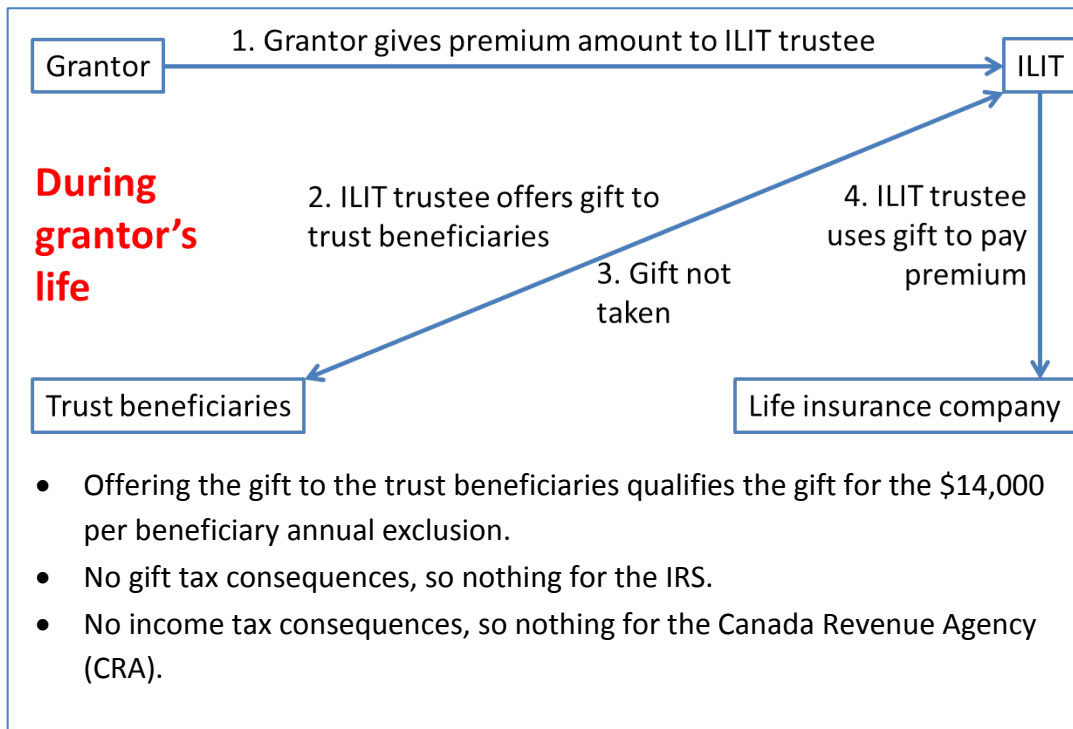 1. Grantor gives premium amount to ILIT trustee
Grantor
ILIT
During
grantor’s
life
2. ILIT trustee offers gift to
trust beneficiaries
3. Gift not
taken
4. ILIT trustee
uses gift to pay
premium
Trust beneficiaries
Life insurance company
• Offering the gift to the trust beneficiaries qualifies the gift for the $14,000
per beneficiary annual exclusion.
• No gift tax consequences, so nothing for the IRS.
• No income tax consequences, so nothing for the Canada Revenue Agency
(CRA).